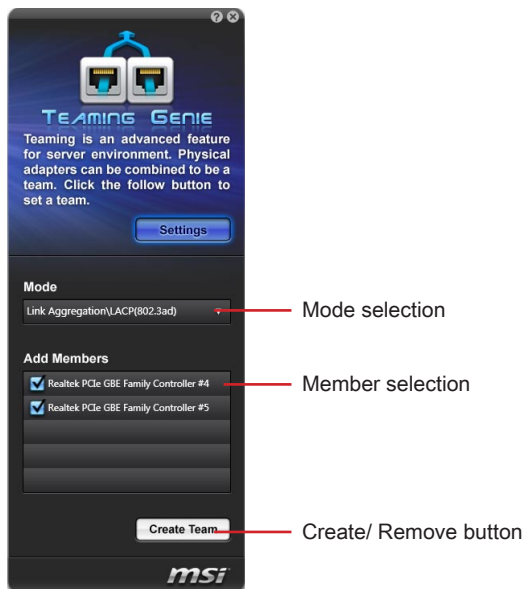 TEAMING GENIE
Teaming is an advanced feature
for server environment. Physical
adapters can be combined to be a
team. Click the follow button to
set a team.
Settings
Mode
Link Aggregation\LACP(802.3ad)
Mode selection
Add Members
Realtek PCIe GBE Family Controller #4
Member selection
Realtek PCIe GBE Family Controller #5
Create Team
Create/ Remove button
msi